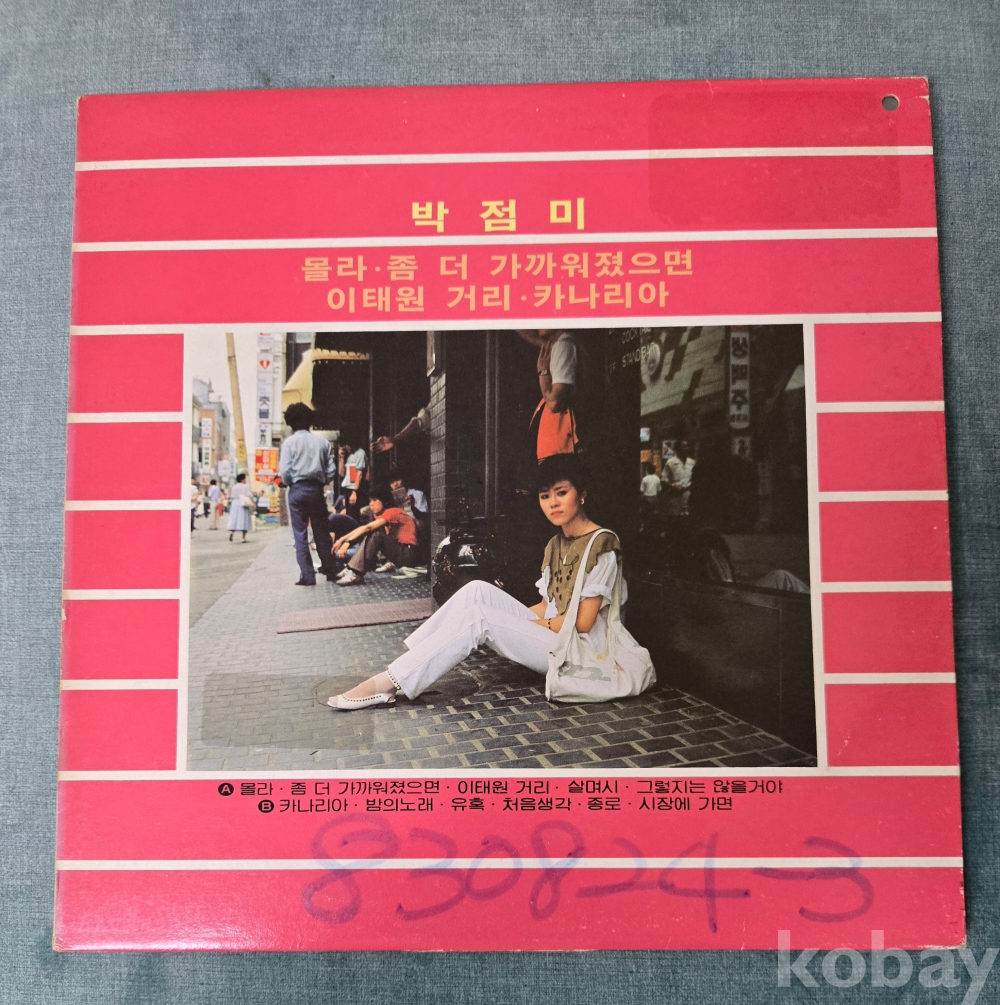 박 점 미
몰라 · 좀 더 가까워졌으면
이태원 거리 · 카나리아
STANDBAR
A 몰라 · 좀 더 가까워졌으면 · 이태원 거리 · 살며시 · 그렇지는 않을거야
B 카나리아 · 밤의노래 · 유혹 · 처음생각 · 종로 · 시장에 가면
830824-3
kobay